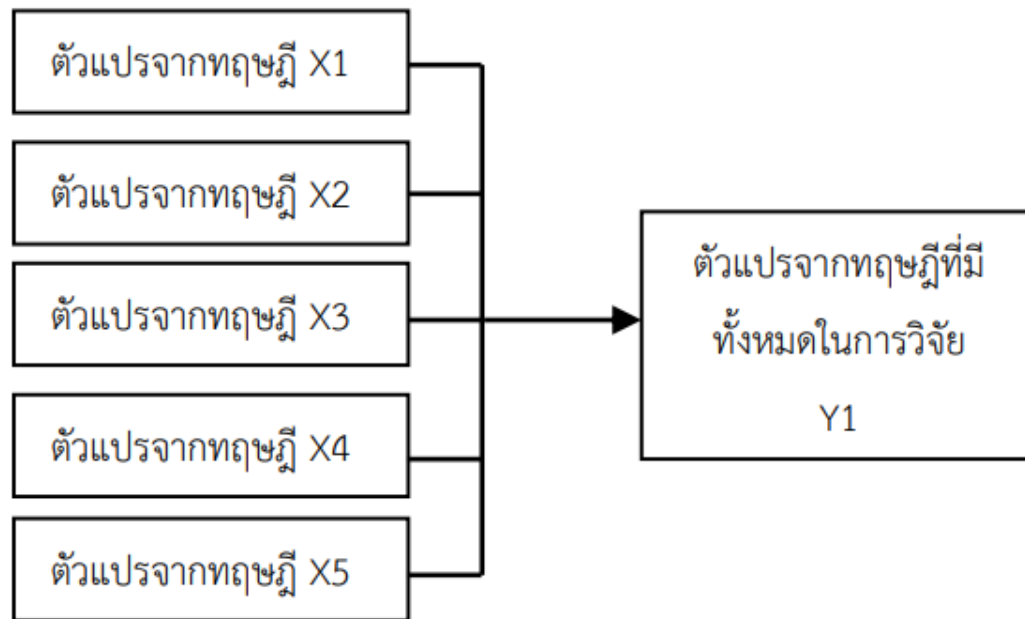 ตัวแปรจากทฤษฎี X1
ตัวแปรจากทฤษฎี X2
ตัวแปรจากทฤษฎี X3
ตัวแปรจากทฤษฎี X4
ตัวแปรจากทฤษฎี X5
ตัวแปรจากทฤษฎีที่มี
ทั้งหมดในการวิจัย
Y1